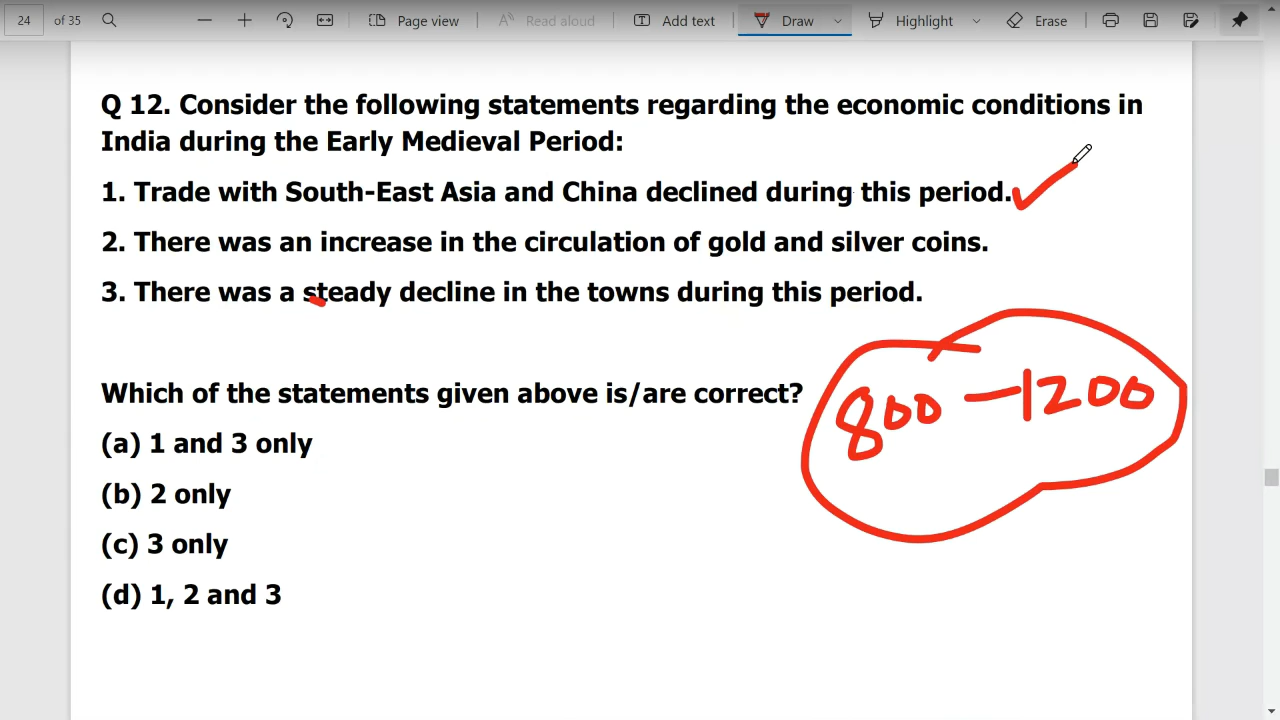 24 of 35 Page view Read aloud Add text Draw Highlight Erase
Q 12. Consider the following statements regarding the economic conditions in
India during the Early Medieval Period:
1. Trade with South-East Asia and China declined during this period.
2. There was an increase in the circulation of gold and silver coins.
3. There was a steady decline in the towns during this period.
Which of the statements given above is/are correct?
800 - 1200
(a) 1 and 3 only
(b) 2 only
(c) 3 only
(d) 1, 2 and 3